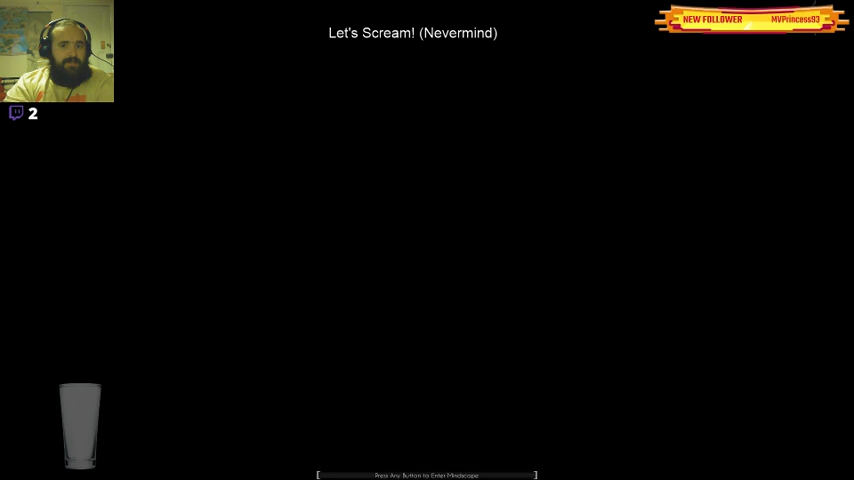 Let's Scream! (Nevermind)
NEW FOLLOWER MVPrincess93
2
Press Any Button to Enter Mindscape